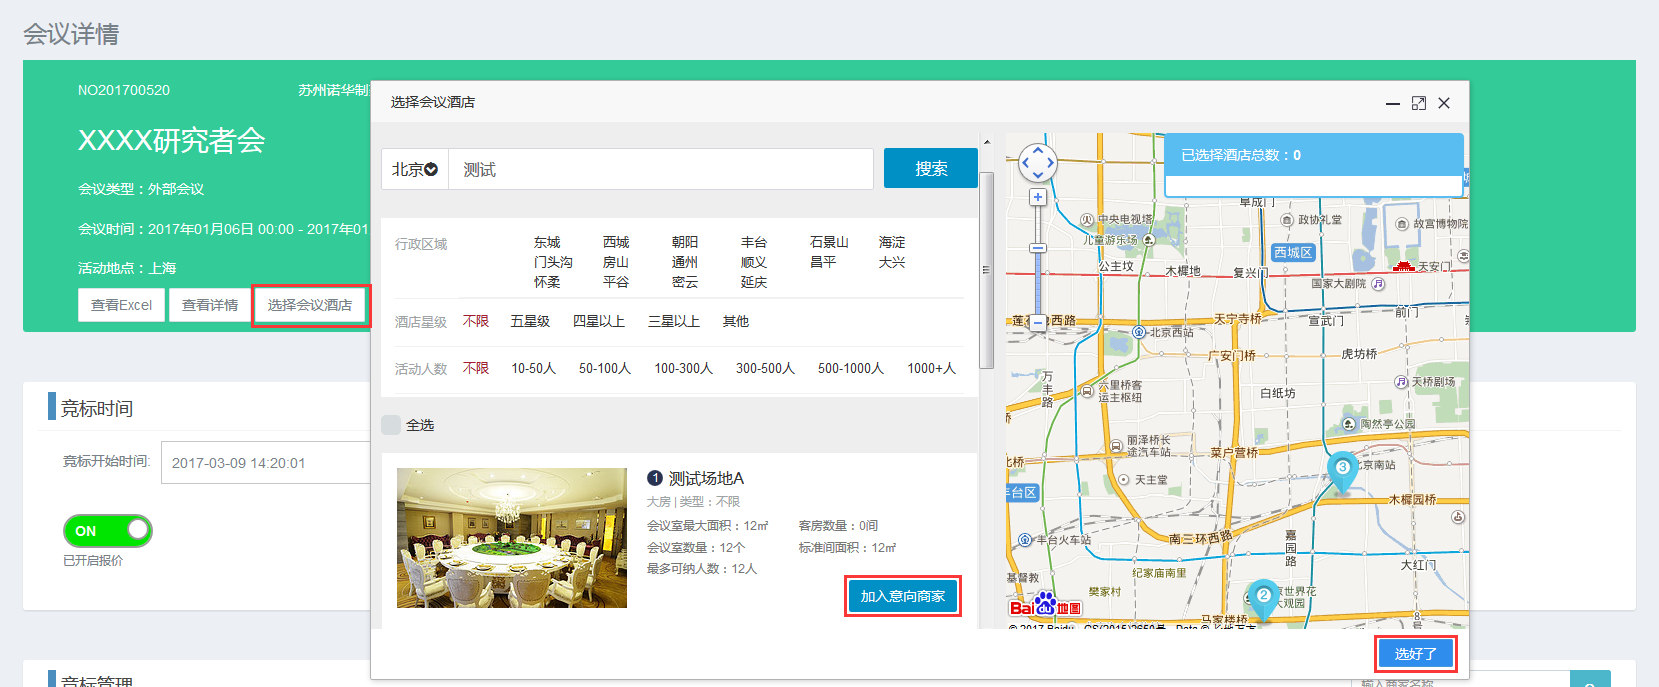 会议详情
NO201700520
苏州诺华制
XXXX研究者会
会议类型：外部会议
会议时间：2017年01月06日 00:00 - 2017年01
活动地点：上海
查看Excel
查看详情
选择会议酒店
竞标时间
竞标开始时间:
2017-03-09 14:20:01
ON
已开启报价
竞标管理
选择会议酒店
北京
测试
搜索
行政区域
东城 西城 朝阳 丰台 石景山 海淀
门头沟 房山 通州 顺义 昌平 大兴
怀柔 平谷 密云 延庆
酒店星级 不限 五星级 四星以上 三星以上 其他
活动人数 不限 10-50人 50-100人 100-300人 300-500人 500-1000人 1000+人
全选
1 测试场地A
大房 | 类型：不限
会议室最大面积：12㎡ 客房数量：0间
会议室数量：12个 标准间面积：12㎡
最多可纳人数：12人
加入意向商家
已选择酒店总数：0
阜成门
中央电视塔
政协礼堂
故宫博物院
儿童游乐场
西城区
公主坟
木樨地
复兴门
天安门
国家大剧院
莲花
西路
天宁寺桥
宣武门
前门
北京西站
广安门桥
虎坊桥
万丰路
六里桥客运主枢纽
天桥剧场
白纸坊
陶然亭公园
丽泽桥长途汽车站
菜户营桥
北桥
3
北京南站
天主堂
丰台区
木樨园桥
丰台火车站
南三环西路
嘉园路
大红门
基督教
纪家庙南里
樊家村
2
京世界花大观园
Baidu地图
马家楼桥
选好了
输入商家名称